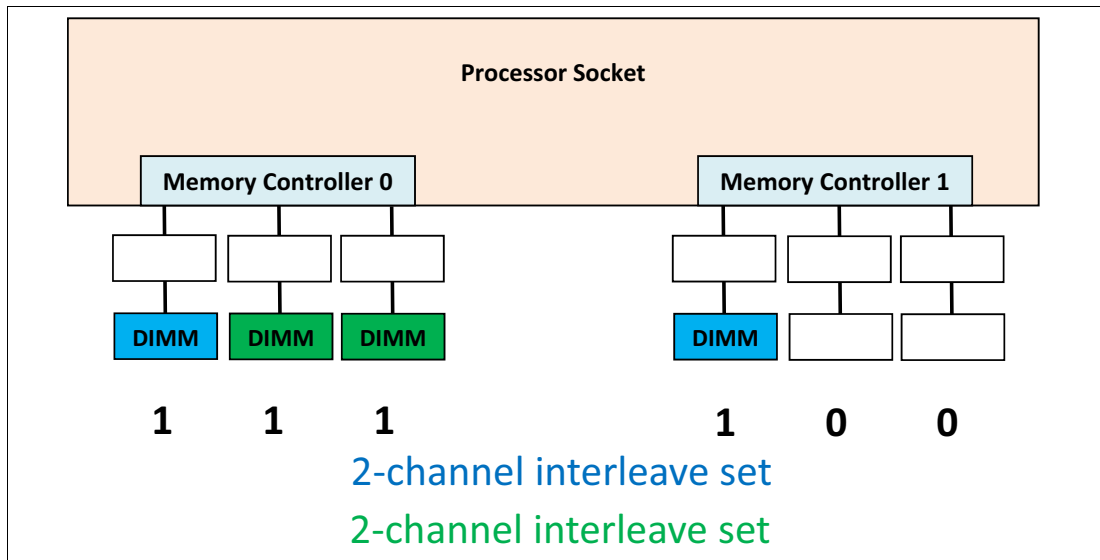 Processor Socket
Memory Controller 0
Memory Controller 1
DIMM DIMM DIMM DIMM
1 1 1 1 0 0
2-channel interleave set
2-channel interleave set